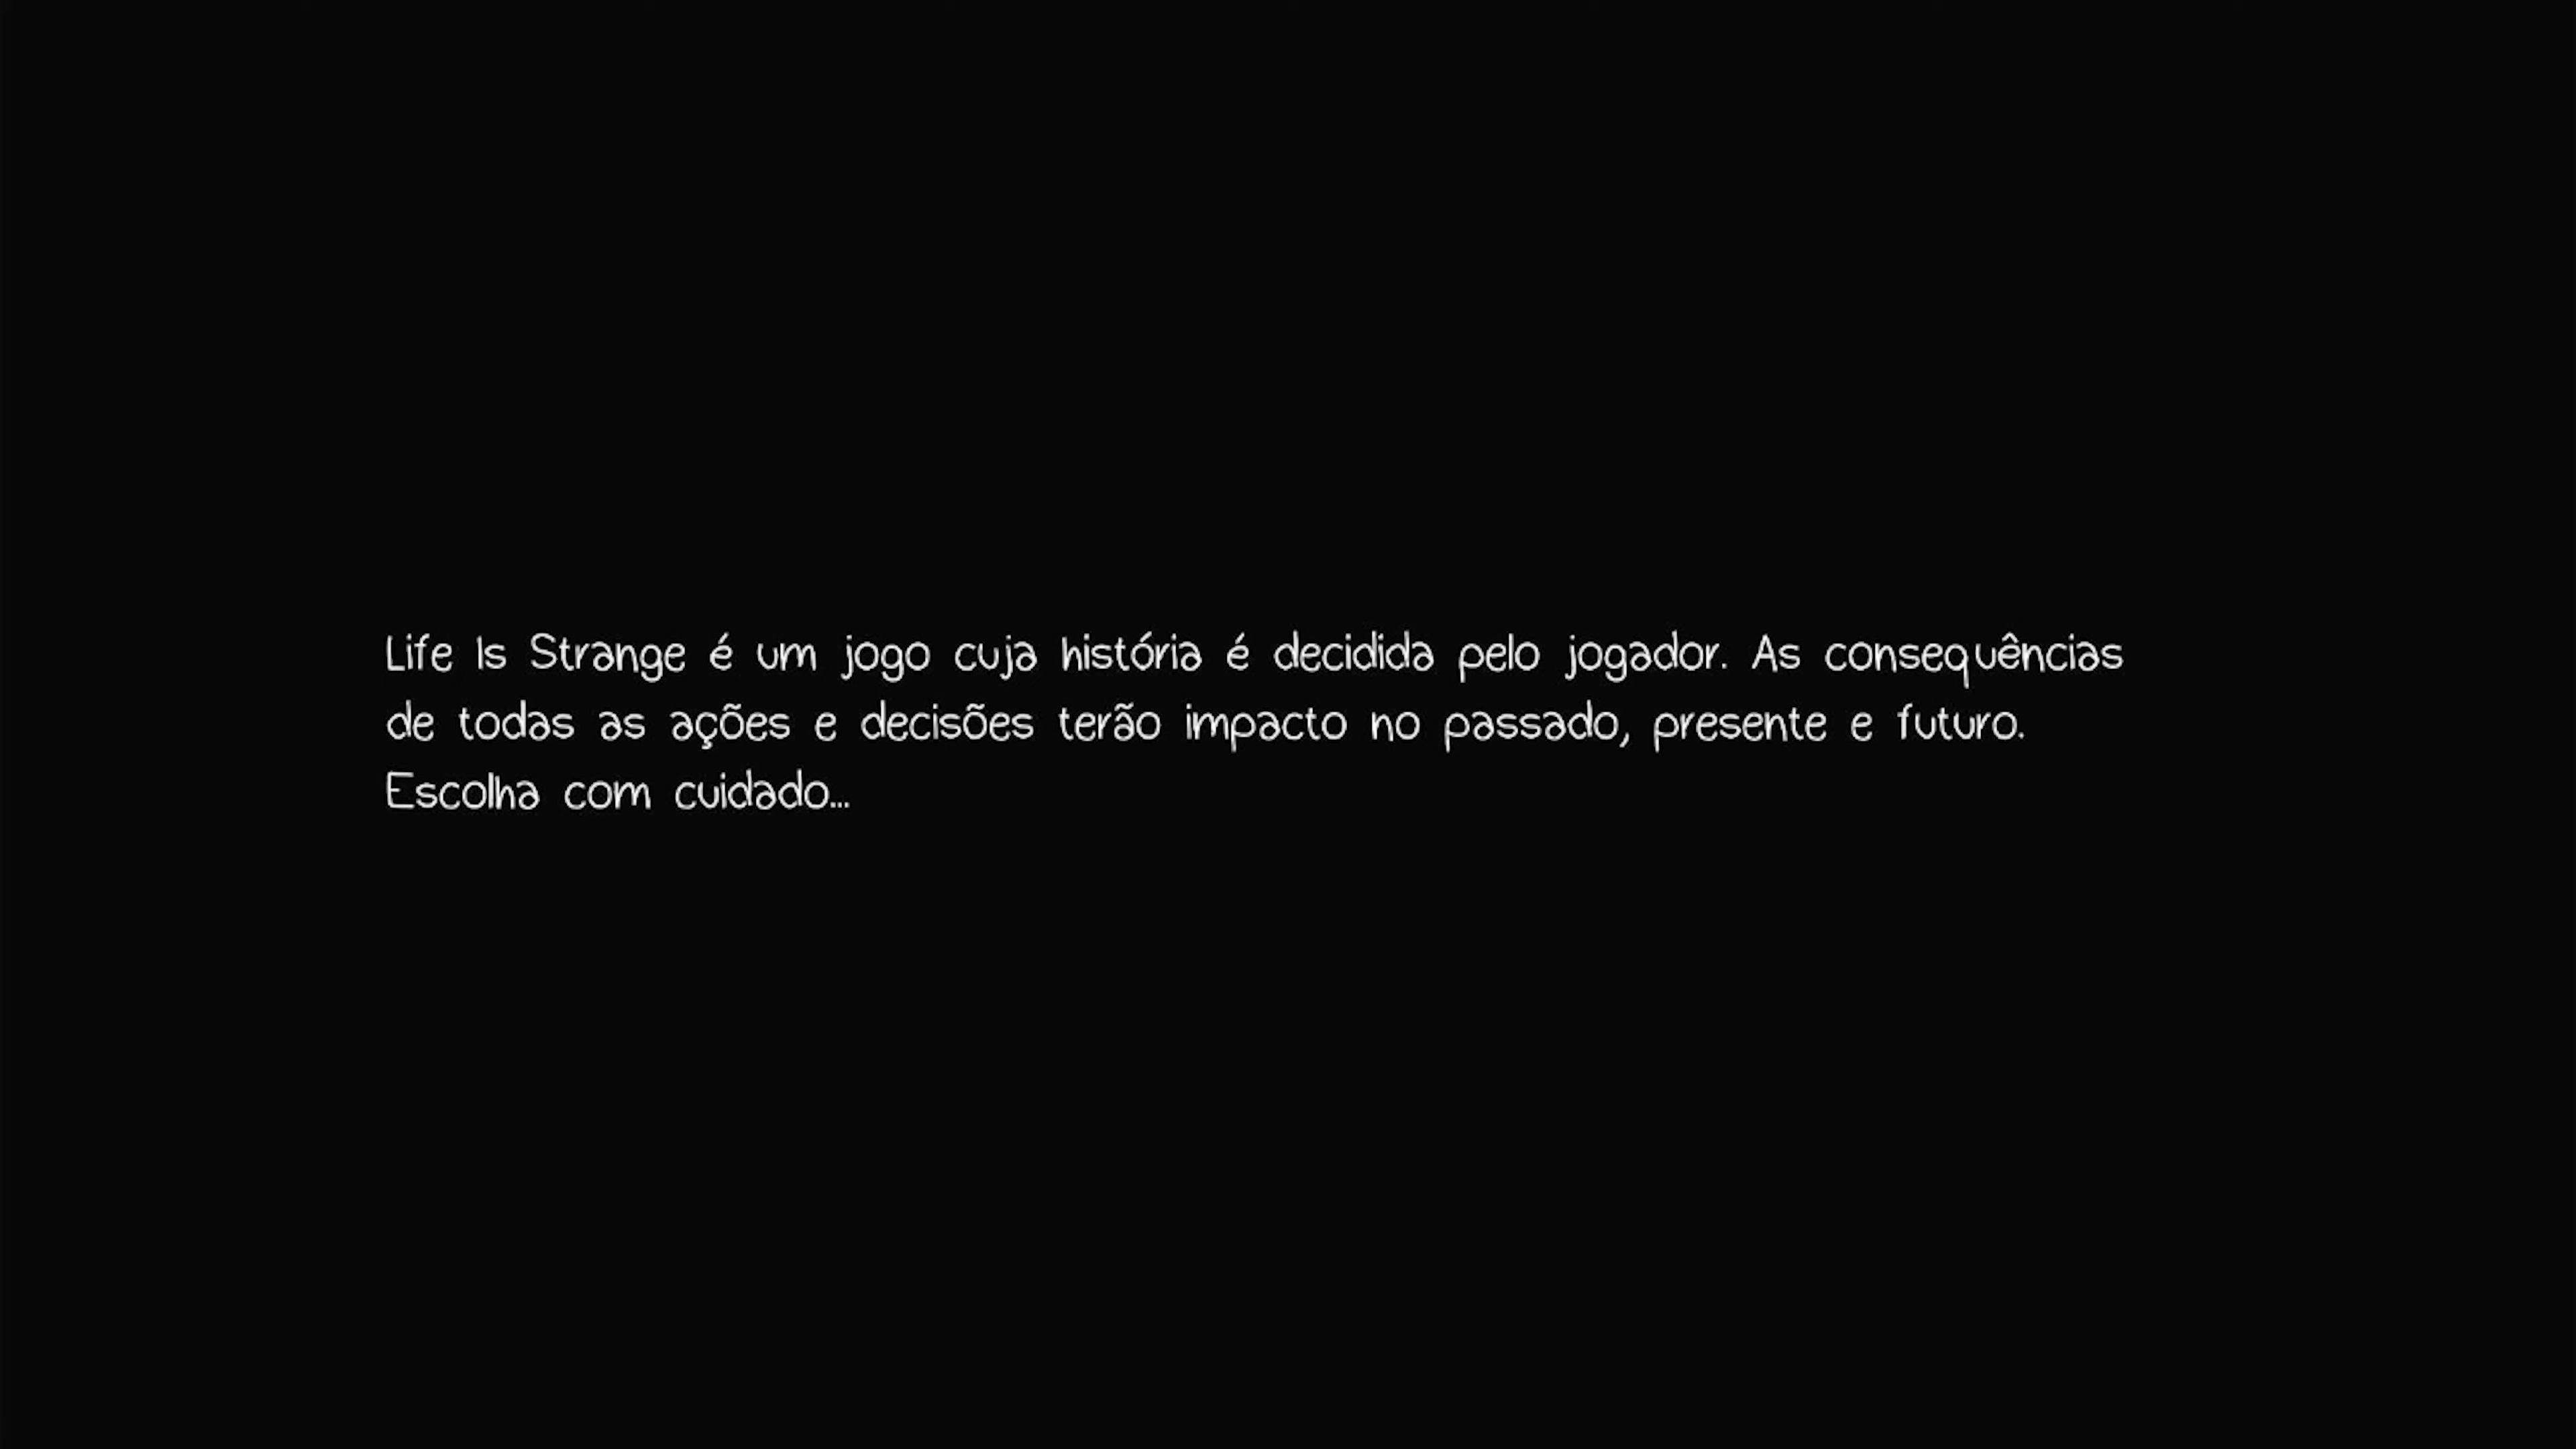 Life Is Strange é um jogo cuja história é decidida pelo jogador. As consequências
de todas as ações e decisões terão impacto no passado, presente e futuro.
Escolha com cuidado...